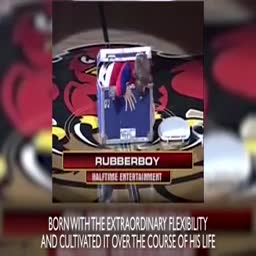 RUBBERBOY
HALFTIME ENTERTAINMENT
BORN WITH THE EXTRAORDINARY FLEXIBILITY
AND CULTIVATED IT OVER THE COURSE OF HIS LIFE